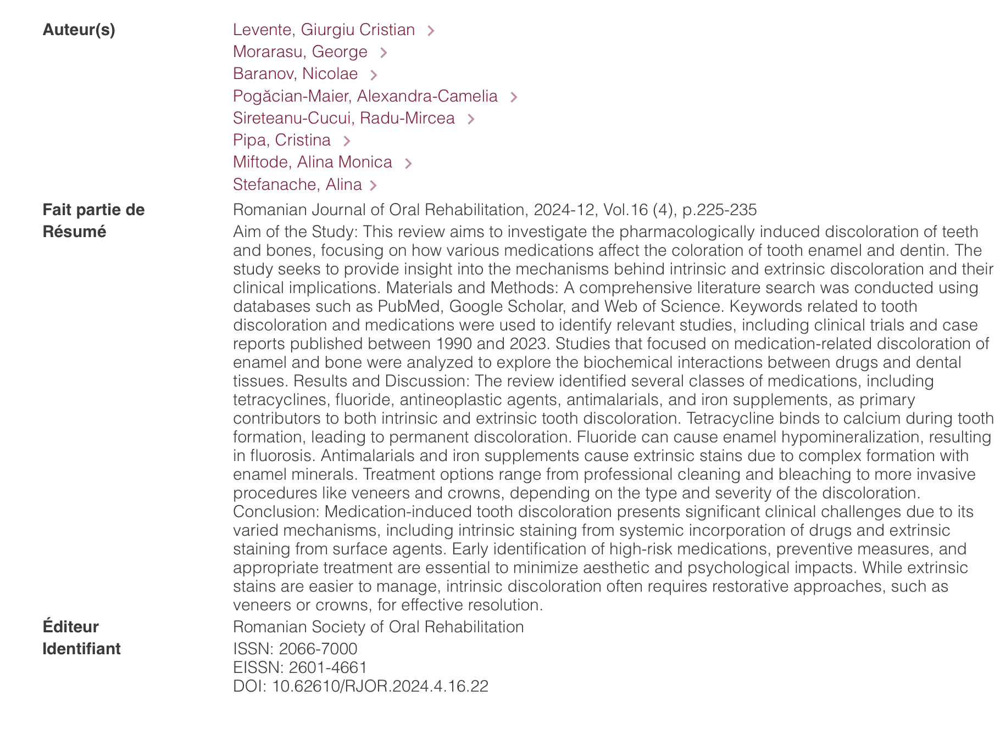 Auteur(s)
Levente, Giurgiu Cristian
Morarasu, George
Baranov, Nicolae
Pogăcian-Maier, Alexandra-Camelia
Sireteanu-Cucui, Radu-Mircea
Pipa, Cristina
Miftode, Alina Monica
Stefanache, Alina
Fait partie de
Romanian Journal of Oral Rehabilitation, 2024-12, Vol.16 (4), p.225-235
Résumé
Aim of the Study: This review aims to investigate the pharmacologically induced discoloration of teeth
and bones, focusing on how various medications affect the coloration of tooth enamel and dentin. The
study seeks to provide insight into the mechanisms behind intrinsic and extrinsic discoloration and their
clinical implications. Materials and Methods: A comprehensive literature search was conducted using
databases such as PubMed, Google Scholar, and Web of Science. Keywords related to tooth
discoloration and medications were used to identify relevant studies, including clinical trials and case
reports published between 1990 and 2023. Studies that focused on medication-related discoloration of
enamel and bone were analyzed to explore the biochemical interactions between drugs and dental
tissues. Results and Discussion: The review identified several classes of medications, including
tetracyclines, fluoride, antineoplastic agents, antimalarials, and iron supplements, as primary
contributors to both intrinsic and extrinsic tooth discoloration. Tetracycline binds to calcium during tooth
formation, leading to permanent discoloration. Fluoride can cause enamel hypomineralization, resulting
in fluorosis. Antimalarials and iron supplements cause extrinsic stains due to complex formation with
enamel minerals. Treatment options range from professional cleaning and bleaching to more invasive
procedures like veneers and crowns, depending on the type and severity of the discoloration.
Conclusion: Medication-induced tooth discoloration presents significant clinical challenges due to its
varied mechanisms, including intrinsic staining from systemic incorporation of drugs and extrinsic
staining from surface agents. Early identification of high-risk medications, preventive measures, and
appropriate treatment are essential to minimize aesthetic and psychological impacts. While extrinsic
stains are easier to manage, intrinsic discoloration often requires restorative approaches, such as
veneers or crowns, for effective resolution.
Éditeur
Romanian Society of Oral Rehabilitation
Identifiant
ISSN: 2066-7000
EISSN: 2601-4661
DOI: 10.62610/RJOR.2024.4.16.22